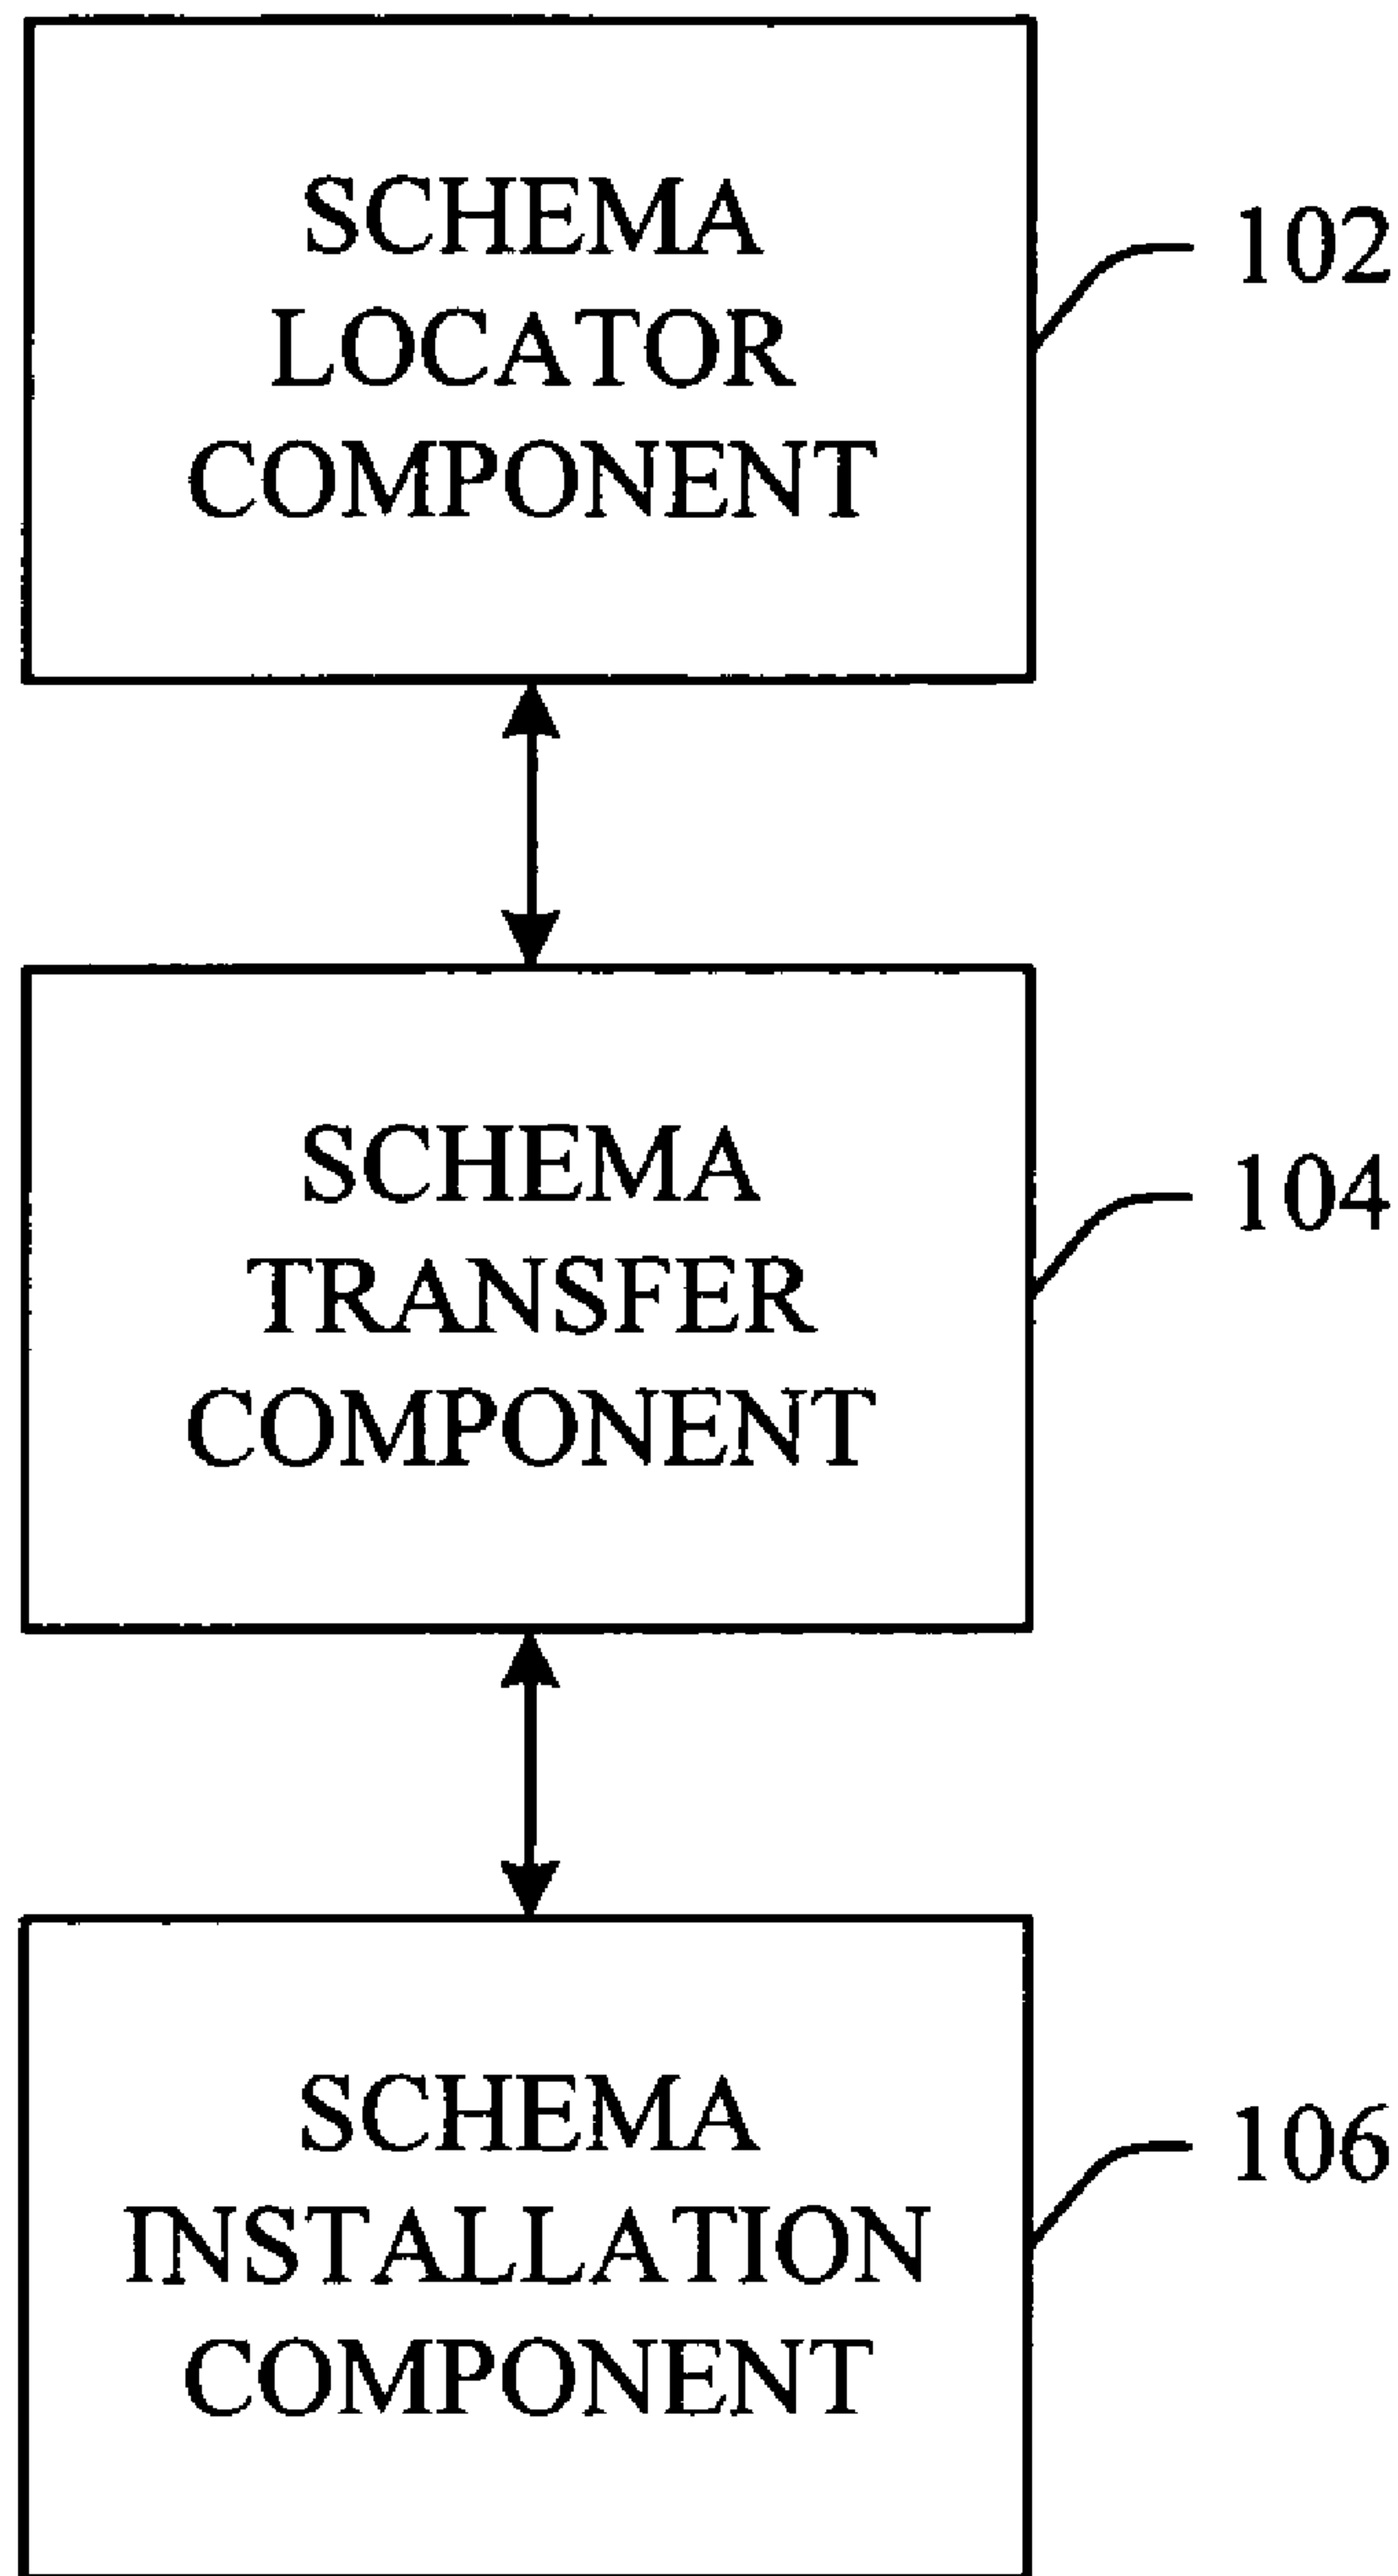 SCHEMA
LOCATOR
COMPONENT
102
SCHEMA
TRANSFER
COMPONENT
104
SCHEMA
INSTALLATION
COMPONENT
106